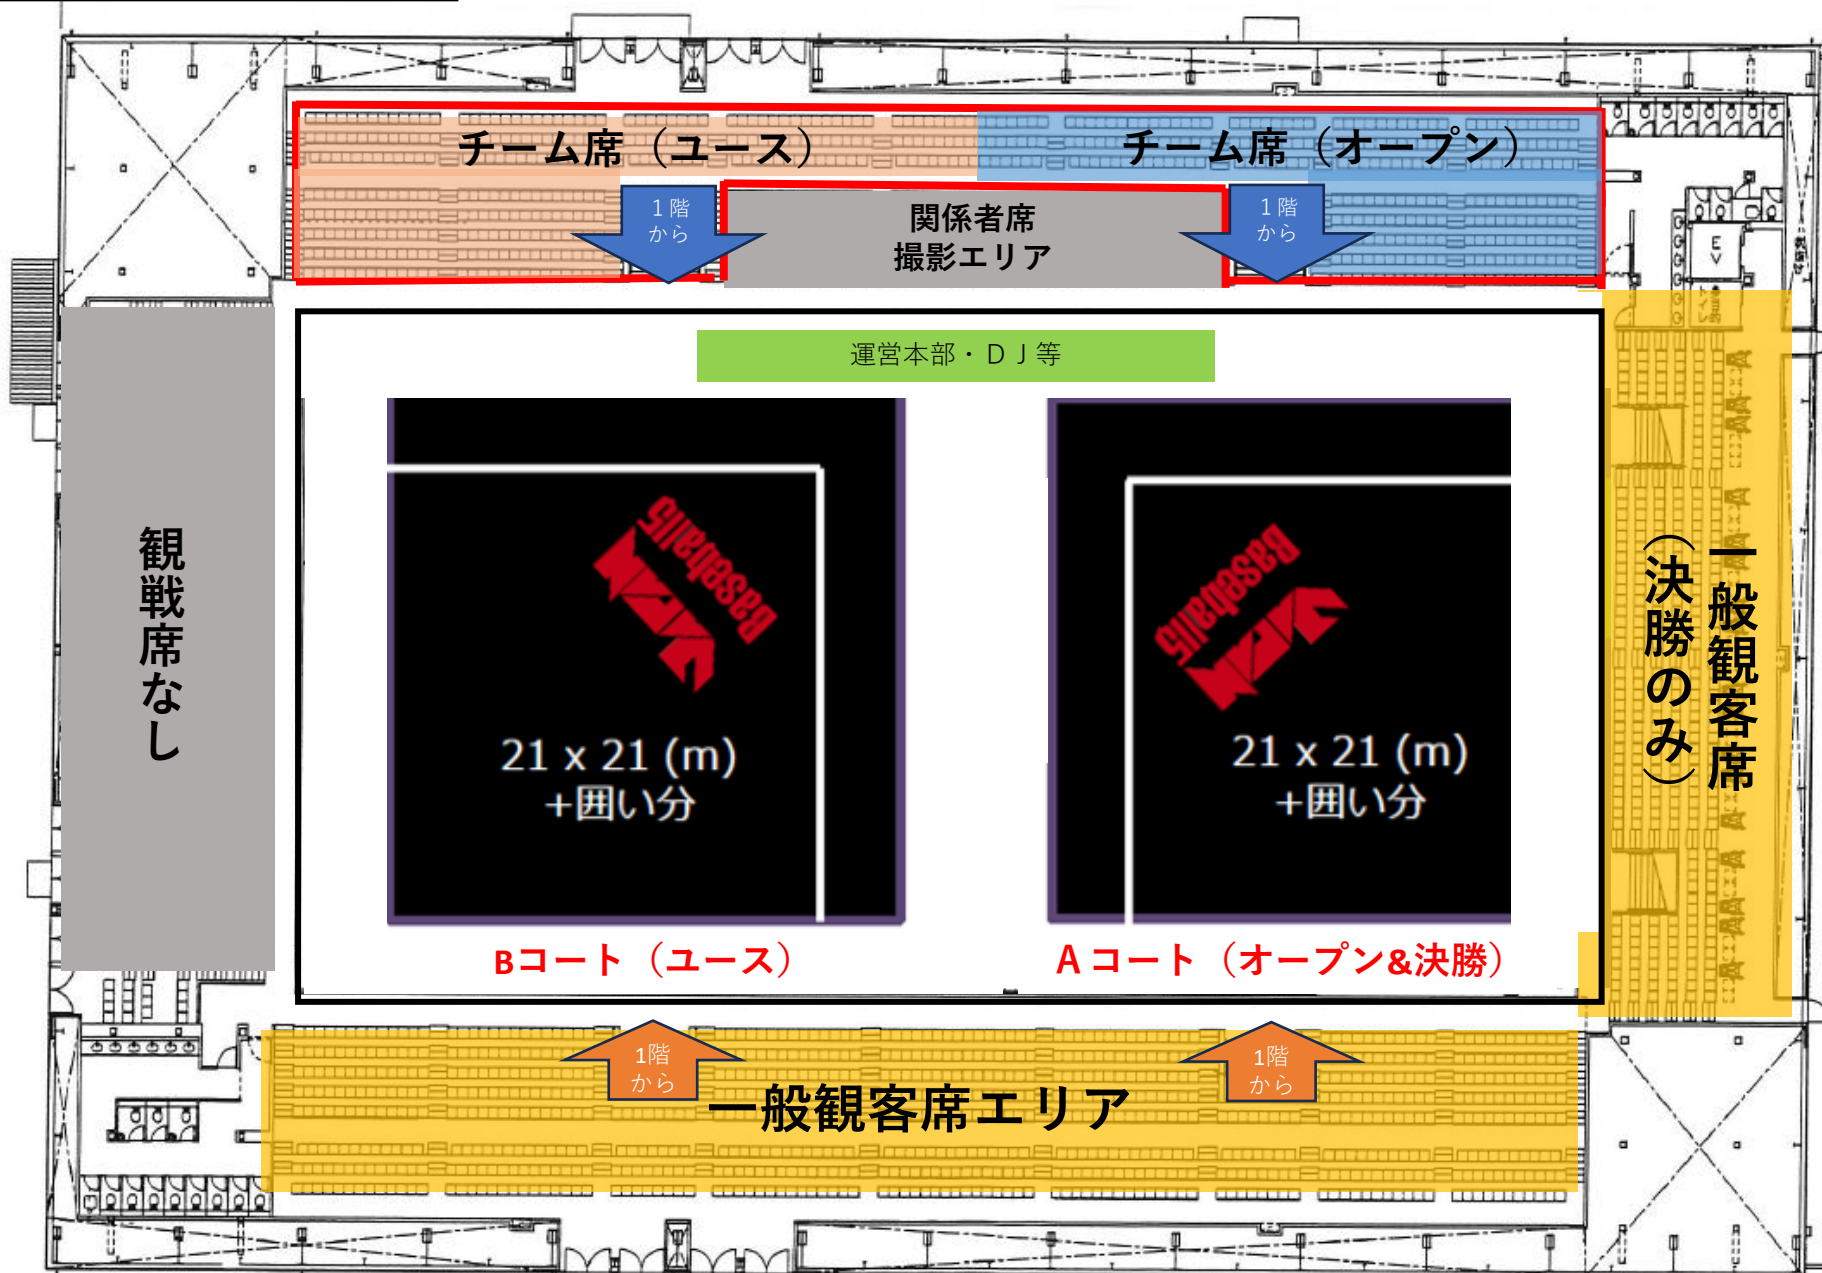 チーム席（ユース）
チーム席（オープン）
1階
から
関係者席
撮影エリア
1階
から
EV
運営本部・ＤＪ等
観戦席なし
Baseball5
21 x 21 (m)
+囲い分
Baseball5
21 x 21 (m)
+囲い分
一般観客席
（決勝のみ）
Bコート（ユース）
Ａコート（オープン&決勝）
1階
から
1階
から
一般観客席エリア